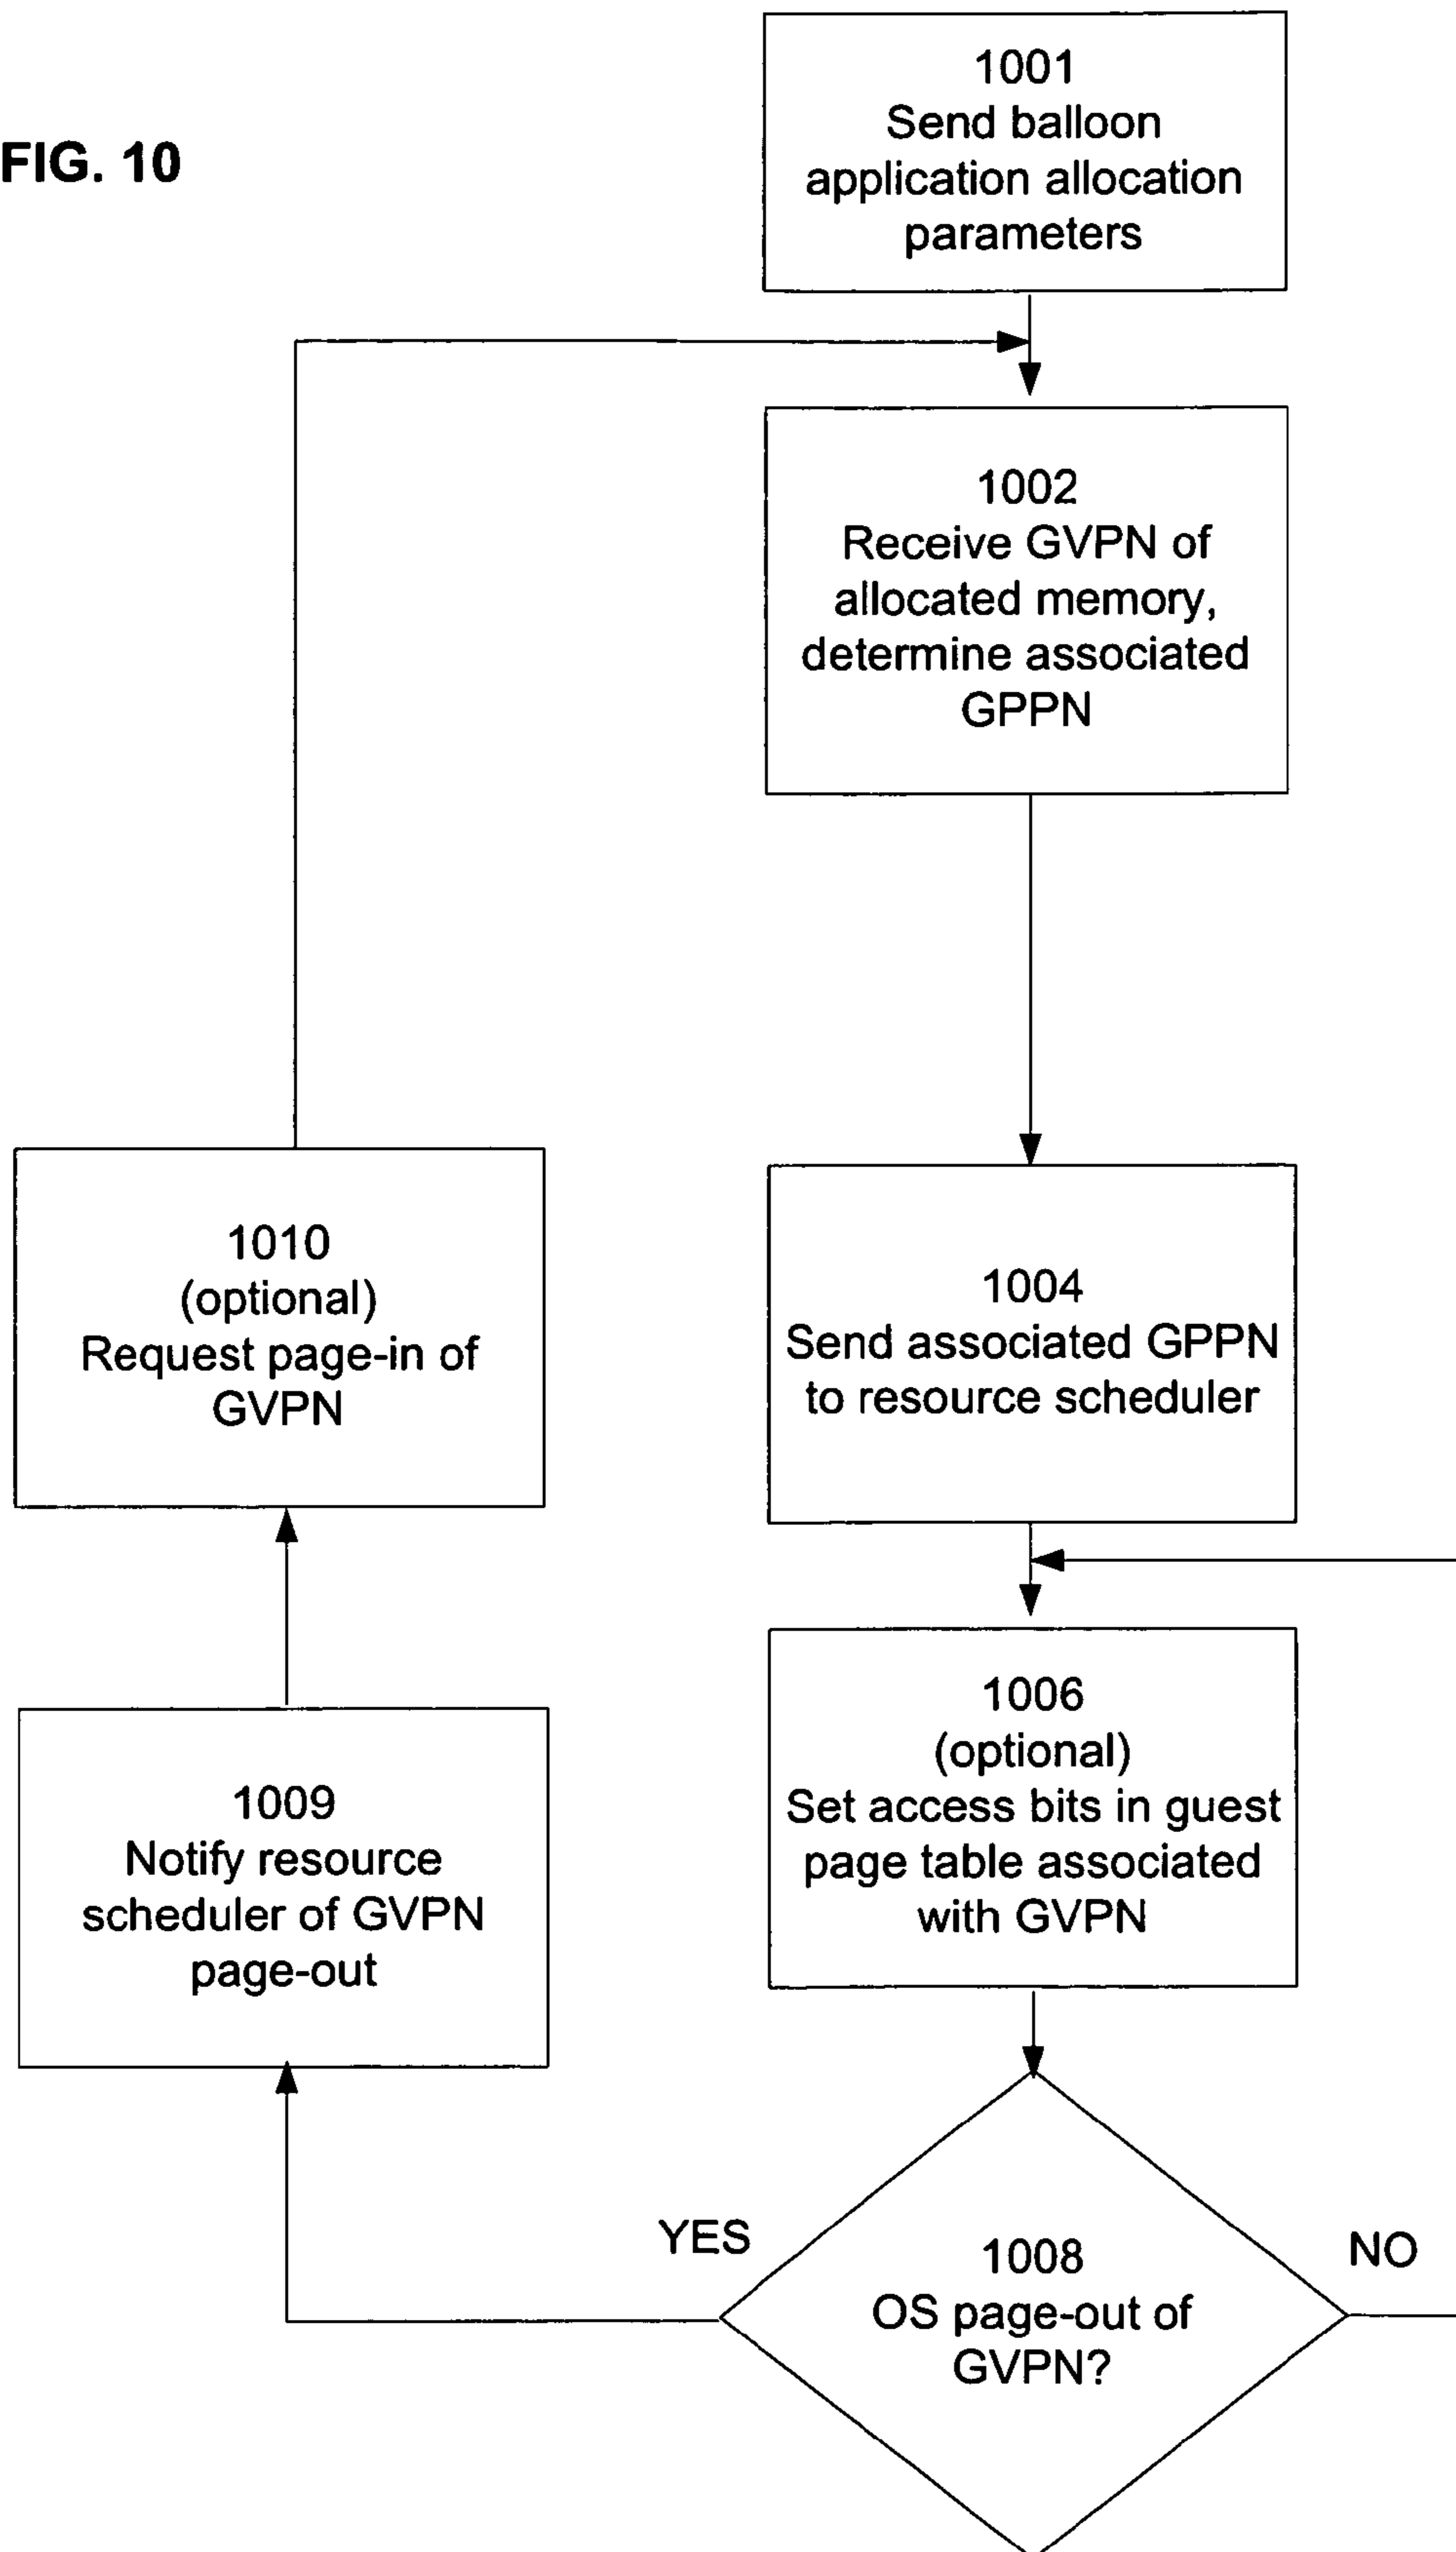 FIG. 10
1001
Send balloon
application allocation
parameters
1002
Receive GVPN of
allocated memory,
determine associated
GPPN
1004
Send associated GPPN
to resource scheduler
1010
(optional)
Request page-in of
GVPN
1006
(optional)
Set access bits in guest
page table associated
with GVPN
1009
Notify resource
scheduler of GVPN
page-out
YES
1008
OS page-out of
GVPN?
NO